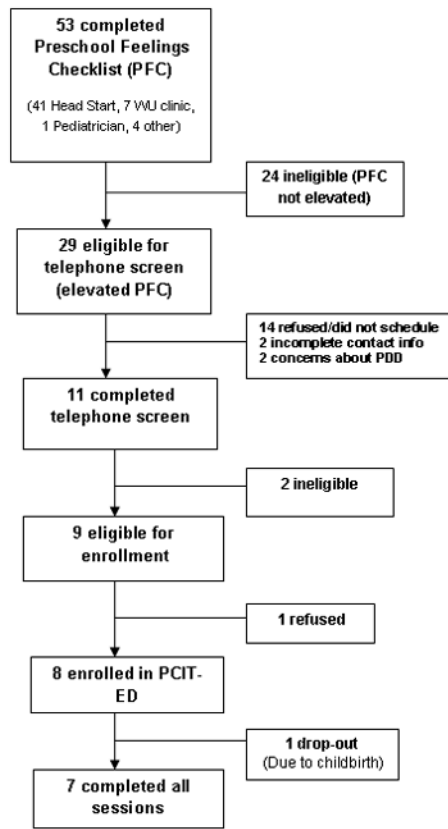 53 completed
Preschool Feelings
Checklist (PFC)
(41 Head Start, 7 WU clinic,
1 Pediatrician, 4 other)
24 ineligible (PFC
not elevated)
29 eligible for
telephone screen
(elevated PFC)
14 refused/did not schedule
2 incomplete contact info
2 concerns about PDD
11 completed
telephone screen
2 ineligible
9 eligible for
enrollment
1 refused
8 enrolled in PCIT-
ED
1 drop-out
(Due to childbirth)
7 completed all
sessions